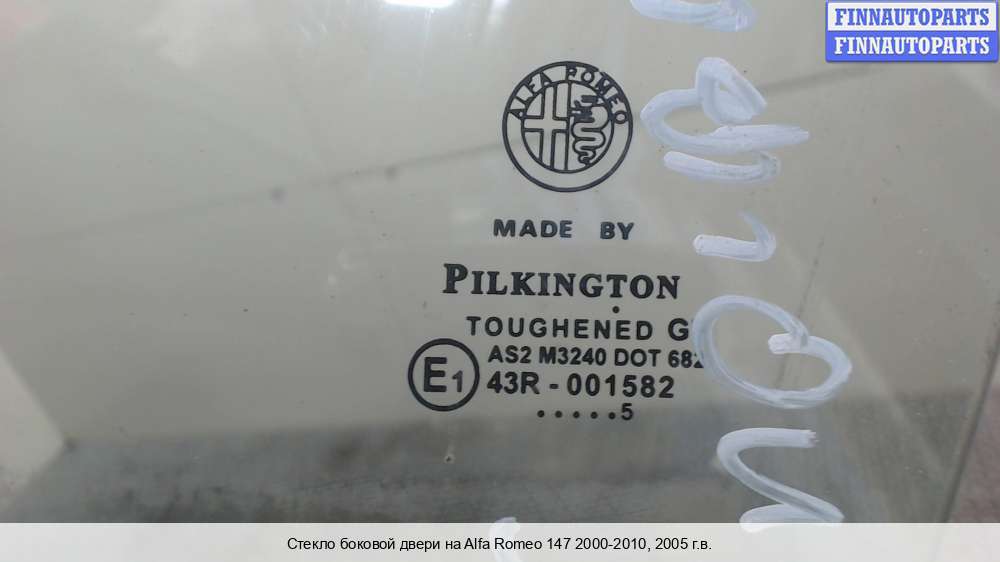 FINNAUTOPARTS
FINNAUTOPARTS
ALFA ROMEO
MADE BY
PILKINGTON
TOUGHENED
AS2 M3240 DOT
E1
43R - 001582
.....5
Стекло боковой двери на Alfa Romeo 147 2000-2010, 2005 г.в.